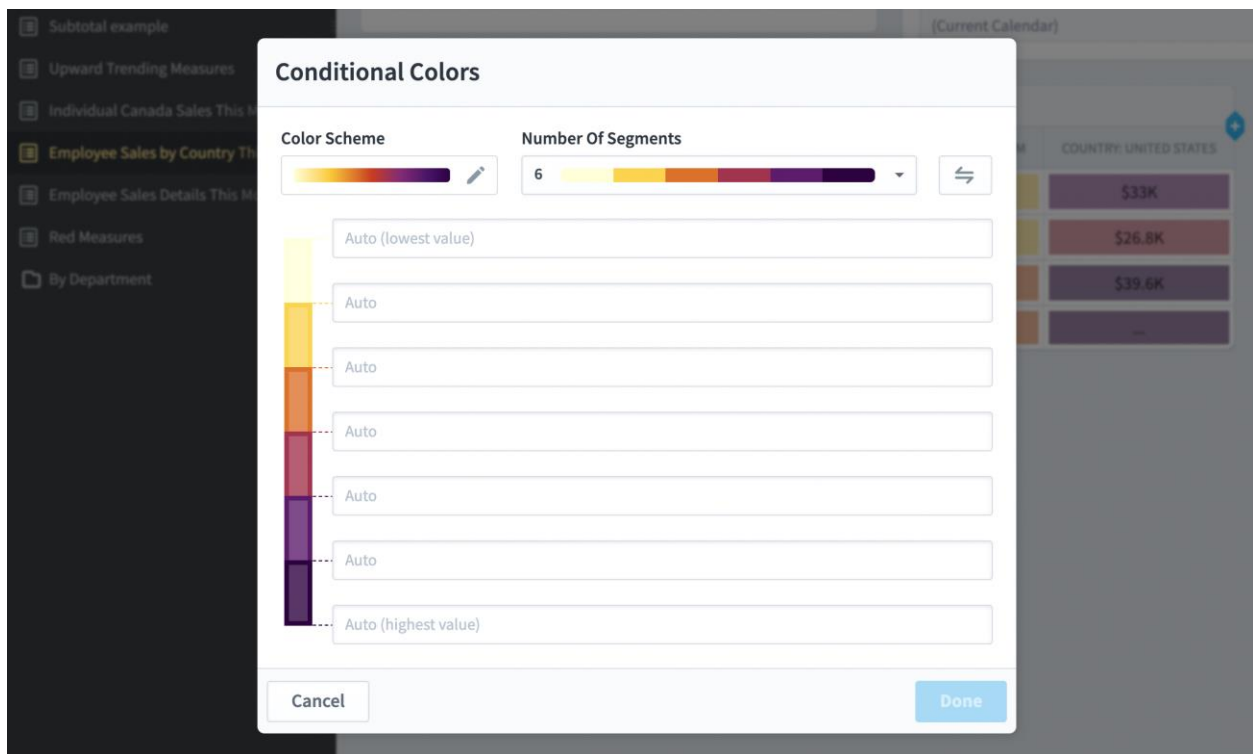 Subtotal example
Upward Trending Measures
Individual Canada Sales This M
Employee Sales by Country Th
Employee Sales Details This Mo
Red Measures
By Department
(Current Calendar)
COUNTRY: UNITED STATES
$33K
$26.8K
$39.6K
—
Conditional Colors
Color Scheme
Number Of Segments
6
Auto (lowest value)
Auto
Auto
Auto
Auto
Auto
Auto (highest value)
Cancel
Done